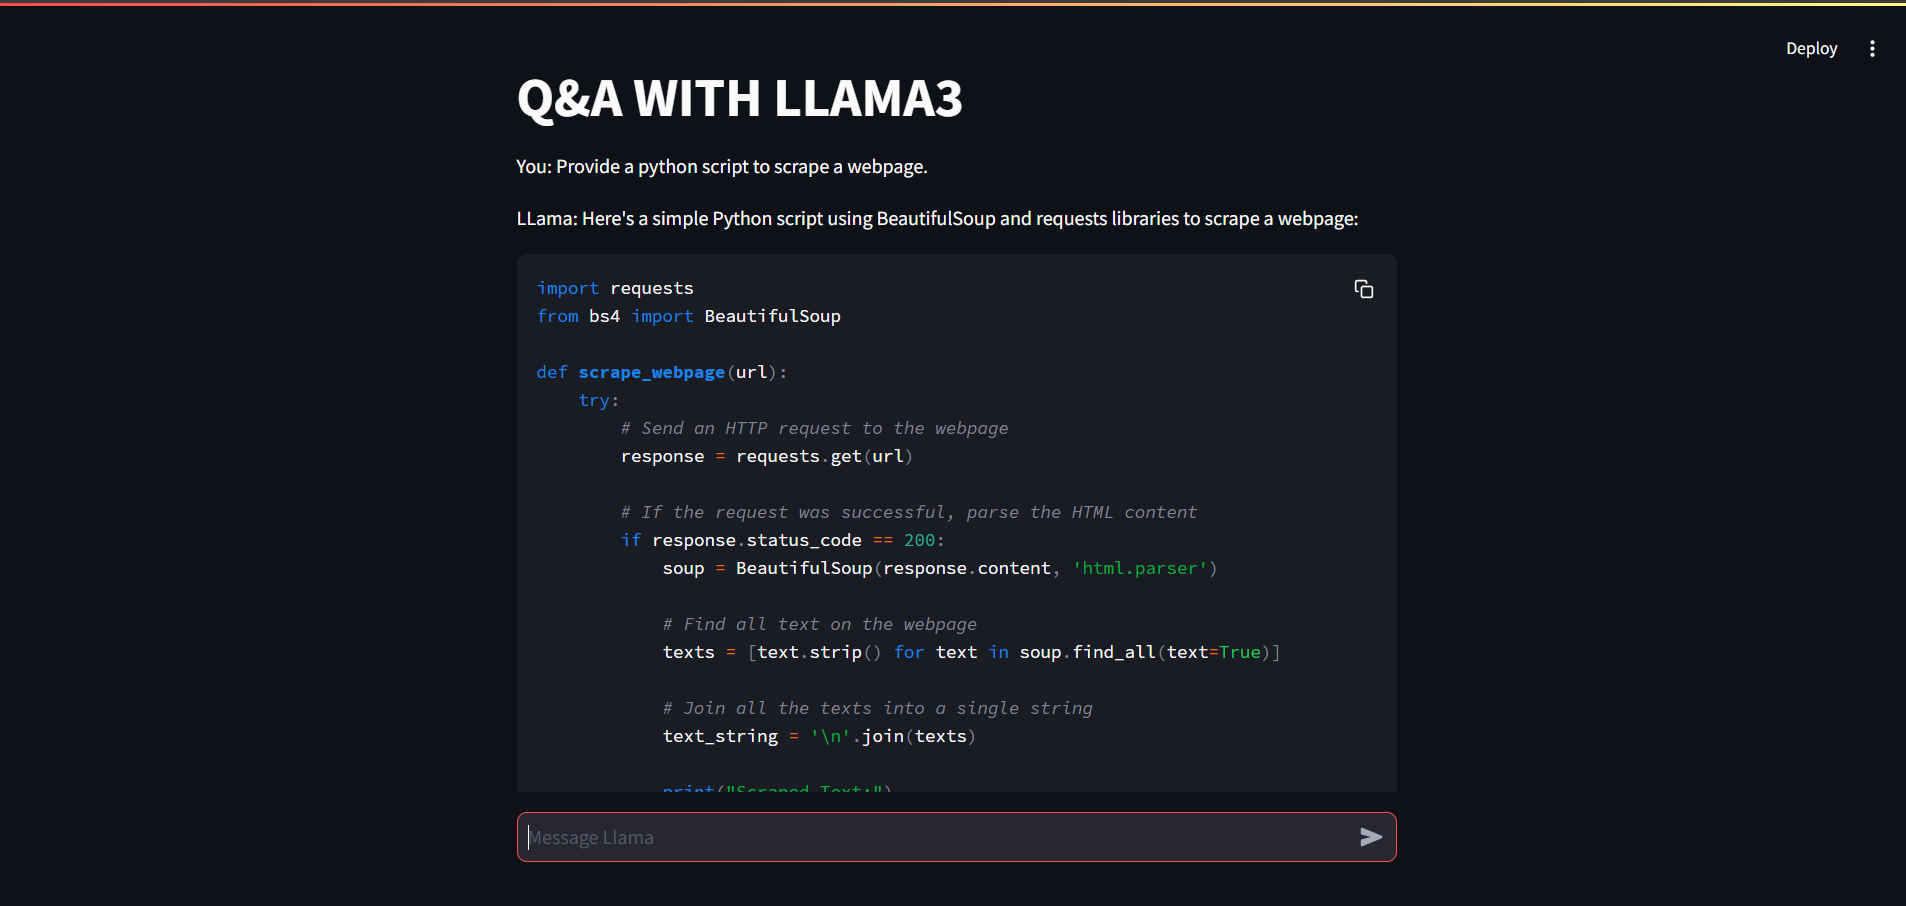 Deploy
Q&A WITH LLAMA3
You: Provide a python script to scrape a webpage.
LLama: Here's a simple Python script using BeautifulSoup and requests libraries to scrape a webpage:
import requests
from bs4 import BeautifulSoup

def scrape_webpage(url):
    try:
        # Send an HTTP request to the webpage
        response = requests.get(url)

        # If the request was successful, parse the HTML content
        if response.status_code == 200:
            soup = BeautifulSoup(response.content, 'html.parser')

            # Find all text on the webpage
            texts = [text.strip() for text in soup.find_all(text=True)]

            # Join all the texts into a single string
            text_string = '\n'.join(texts)

            print("Scraped Text:")
Message Llama